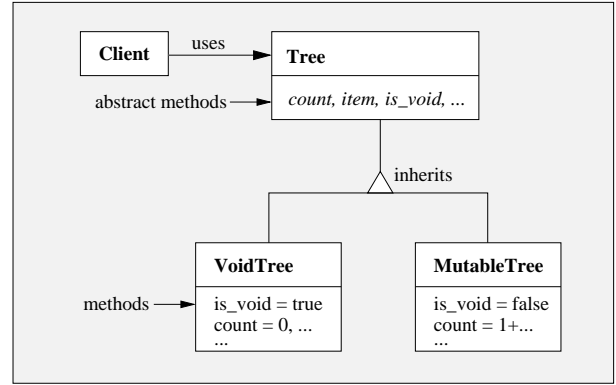 Client
uses
Tree
abstract methods
count, item, is_void, ...
inherits
VoidTree
MutableTree
methods
is_void = true
count = 0, ...
...
is_void = false
count = 1+...
...